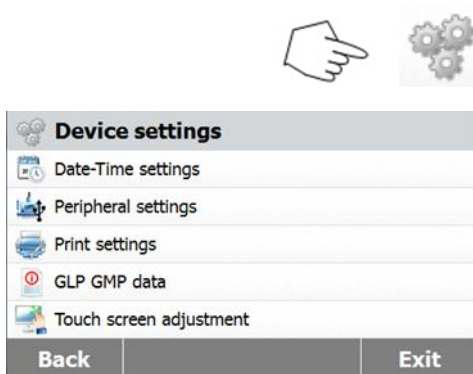 Device settings
Date-Time settings
Peripheral settings
Print settings
GLP GMP data
Touch screen adjustment
Back Exit